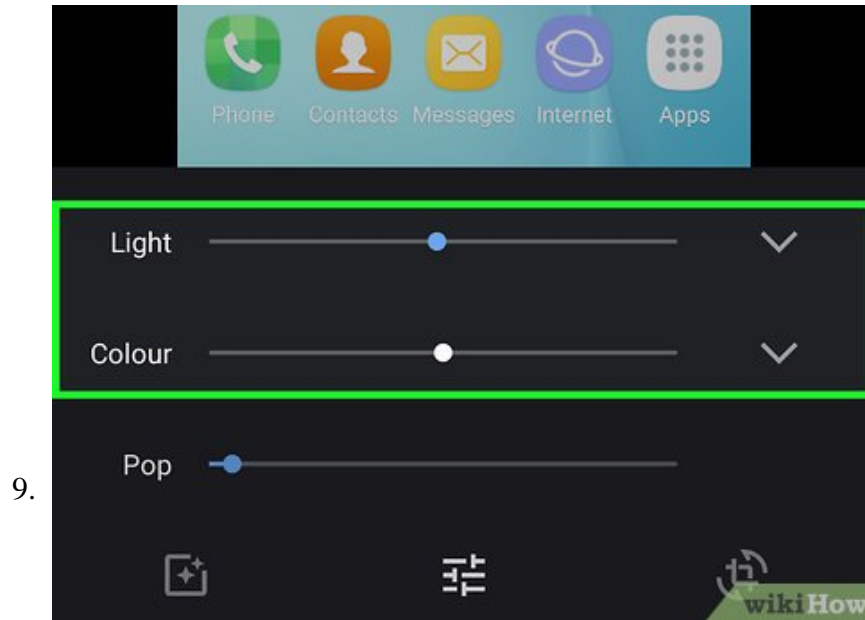 Phone Contacts Messages Internet Apps
Light
Colour
Pop
9.
wikiHow